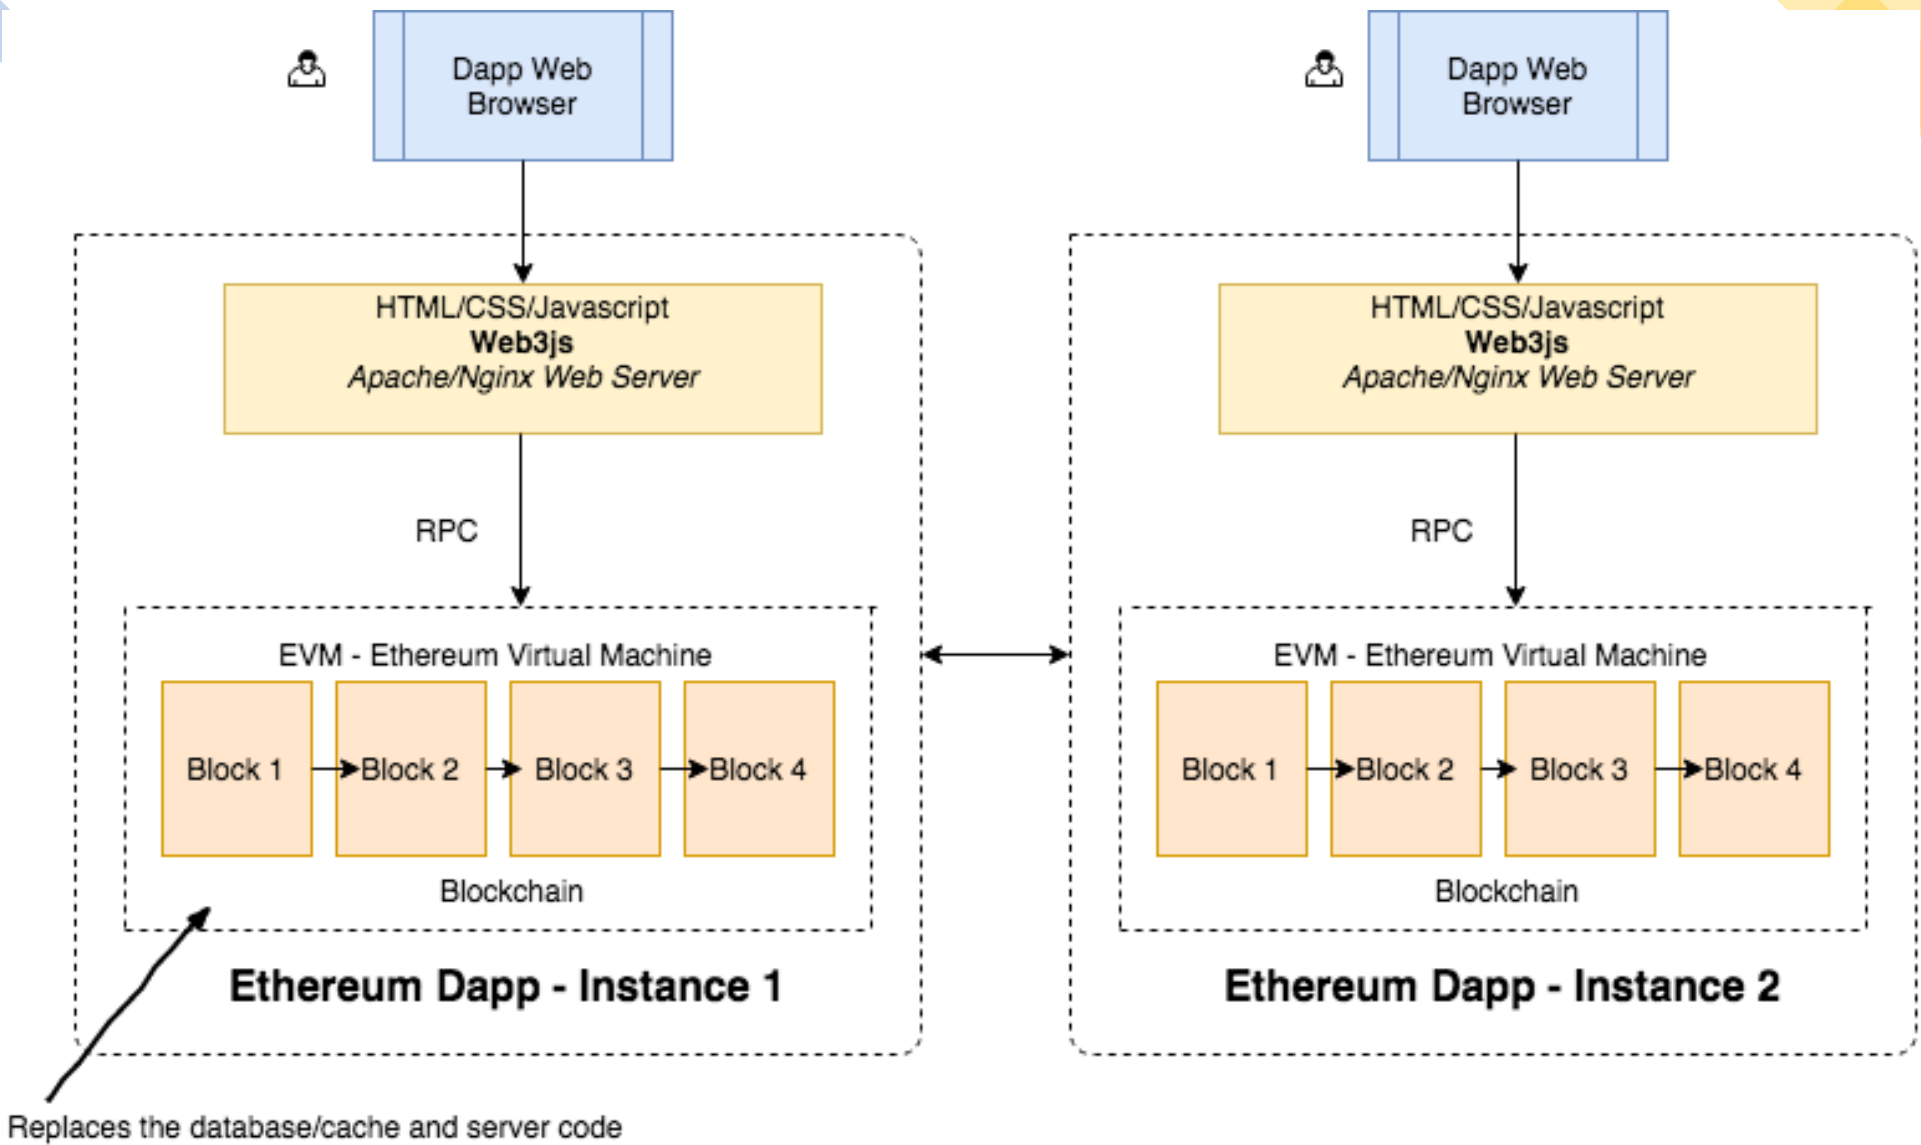 Dapp Web
Browser
HTML/CSS/Javascript
Web3js
Apache/Nginx Web Server
RPC
EVM - Ethereum Virtual Machine
Block 1
Block 2
Block 3
Block 4
Blockchain
Ethereum Dapp - Instance 1
Replaces the database/cache and server code
Dapp Web
Browser
HTML/CSS/Javascript
Web3js
Apache/Nginx Web Server
RPC
EVM - Ethereum Virtual Machine
Block 1
Block 2
Block 3
Block 4
Blockchain
Ethereum Dapp - Instance 2